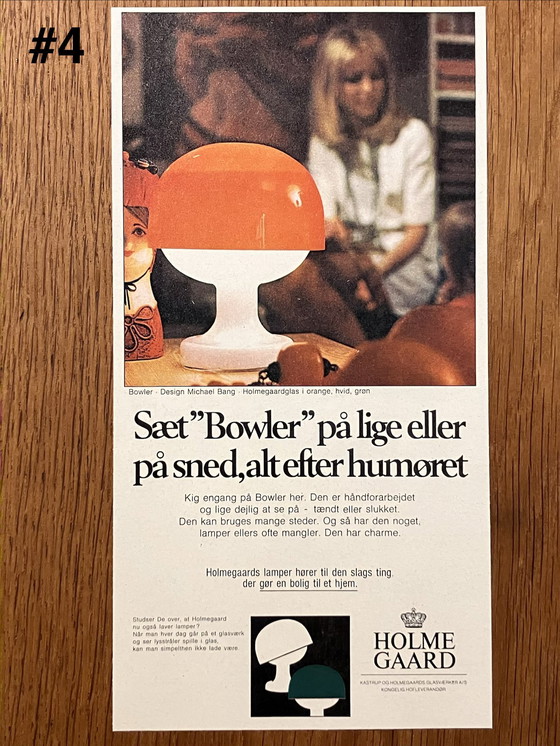 #4
Bowler - Design Michael Bang - Holmegaardglas i orange, hvid, grøn
Sæt ”Bowler” på lige eller
på sned, alt efter humøret
Kig engang på Bowler her. Den er håndforarbejdet
og lige dejlig at se på - tændt eller slukket.
Den kan bruges mange steder. Og så har den noget,
lamper ellers ofte mangler. Den har charme.
Holmegaards lamper hører til den slags ting.
der gør en bolig til et hjem.
Studser De over, at Holmegaard
nu også laver lamper?
Når man hver dag går på et glasværk
og ser lysstråler spille i glas,
kan man simpelthen ikke lade være.
HOLME
GAARD
KASTRUP OG HOLMEGAARDS GLASVÆRKER A/S
KONGELIG HOFLEVERANDØR